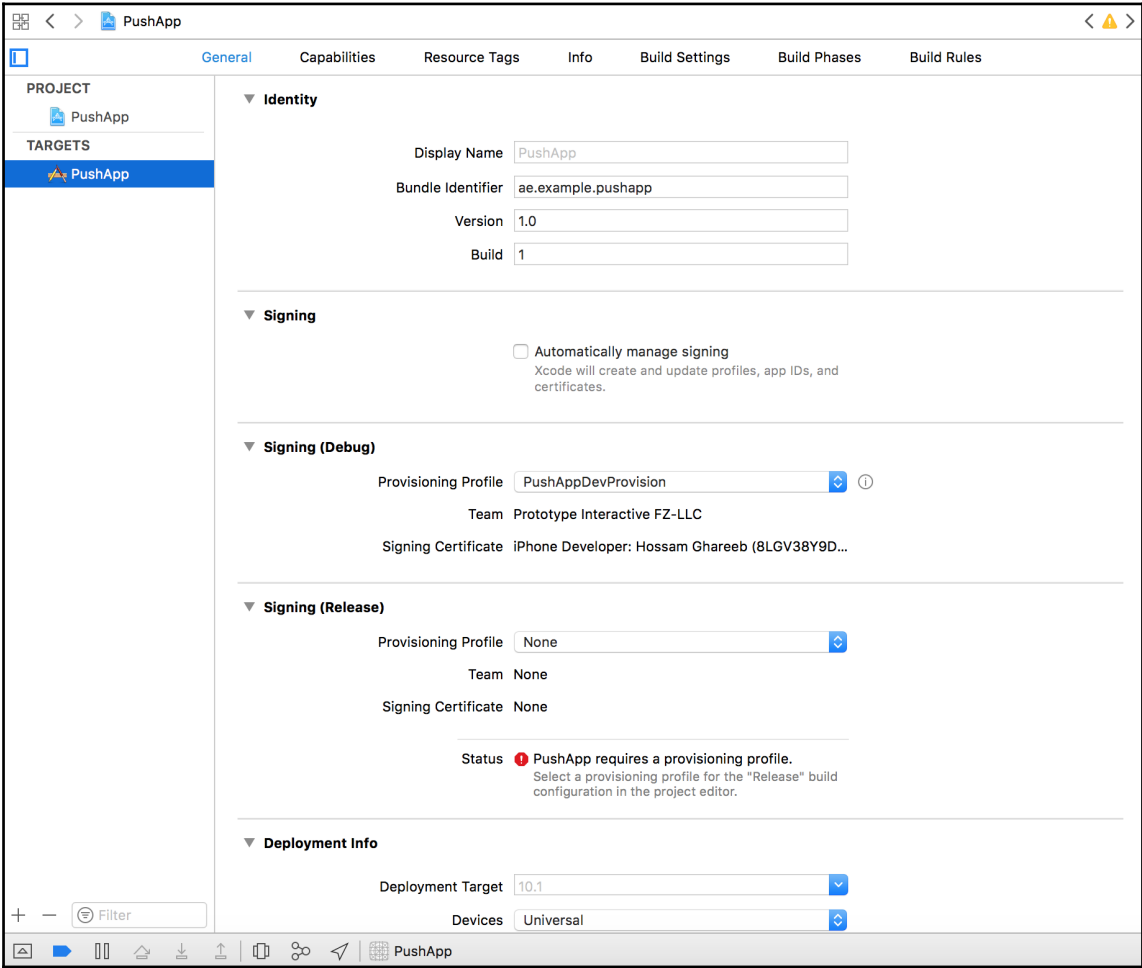 PushApp
General Capabilities Resource Tags Info Build Settings Build Phases Build Rules
PROJECT
PushApp
TARGETS
PushApp
Identity
Display Name PushApp
Bundle Identifier ae.example.pushapp
Version 1.0
Build 1
Signing
Automatically manage signing
Xcode will create and update profiles, app IDs, and
certificates.
Signing (Debug)
Provisioning Profile PushAppDevProvision
Team Prototype Interactive FZ-LLC
Signing Certificate iPhone Developer: Hossam Ghareeb (8LGV38Y9D...
Signing (Release)
Provisioning Profile None
Team None
Signing Certificate None
Status PushApp requires a provisioning profile.
Select a provisioning profile for the "Release" build
configuration in the project editor.
Deployment Info
Deployment Target 10.1
Devices Universal
Filter
PushApp